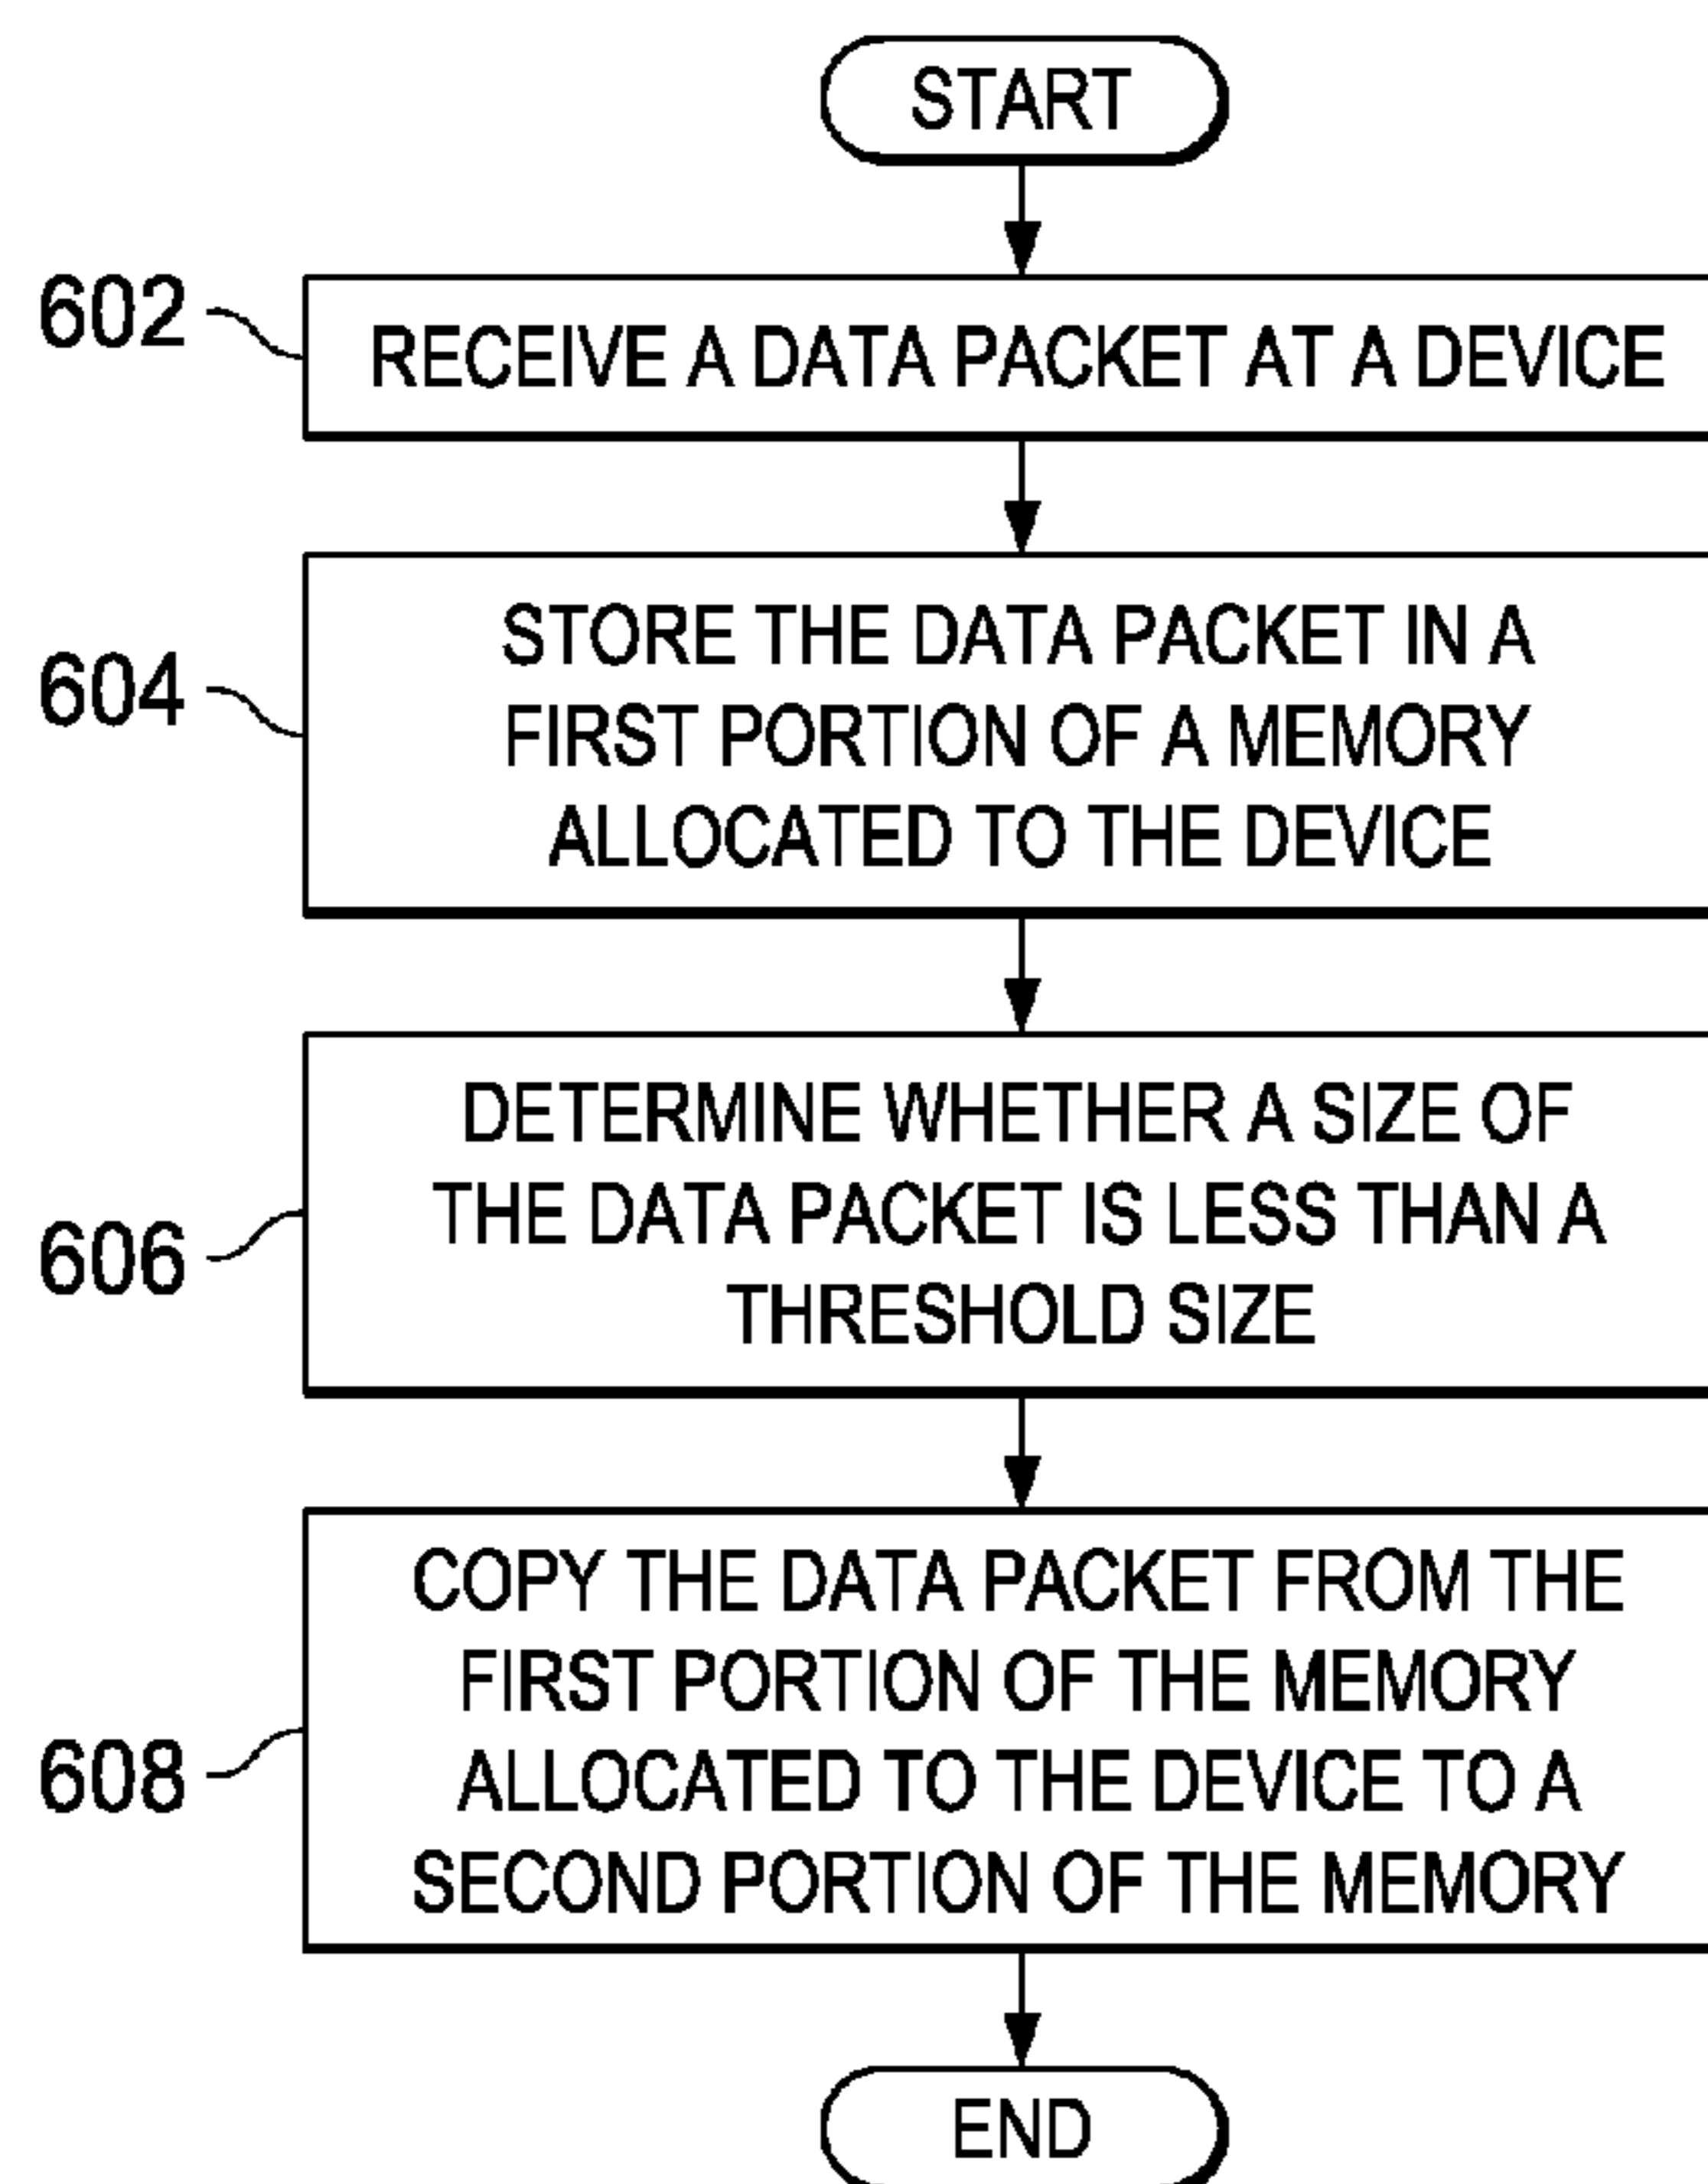 START
602
RECEIVE A DATA PACKET AT A DEVICE
604
STORE THE DATA PACKET IN A
FIRST PORTION OF A MEMORY
ALLOCATED TO THE DEVICE
606
DETERMINE WHETHER A SIZE OF
THE DATA PACKET IS LESS THAN A
THRESHOLD SIZE
608
COPY THE DATA PACKET FROM THE
FIRST PORTION OF THE MEMORY
ALLOCATED TO THE DEVICE TO A
SECOND PORTION OF THE MEMORY
END